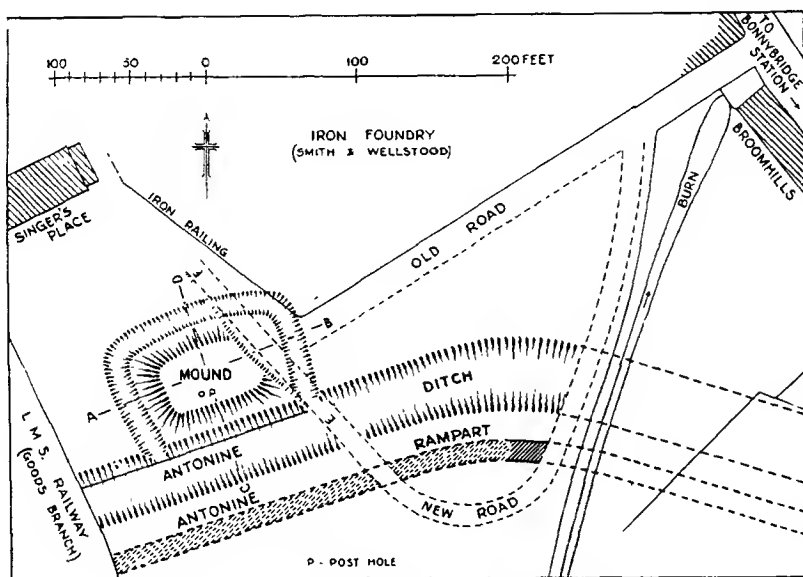 100 50 0 100 200 FEET
TO
BONNYBRIDGE
STATION →
IRON FOUNDRY
(SMITH & WELLSTOOD)
BROOMHILLS
BURN
SINGER'S
PLACE
IRON RAILING
OLD ROAD
D
B
MOUND
O P
A
DITCH
ANTONINE
RAMPART
ANTONINE
C
NEW ROAD
L M S. RAILWAY
(GOODS BRANCH)
P - POST HOLE